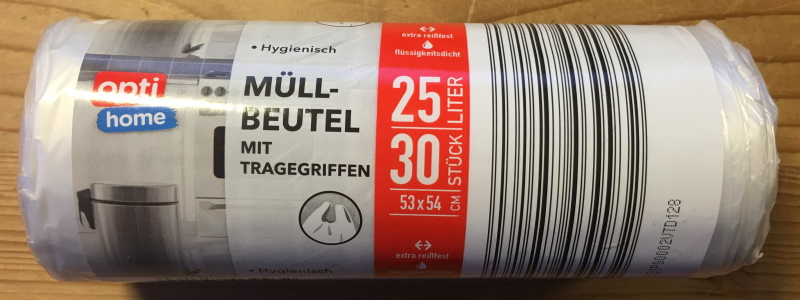 • Hygienisch
opti
home
MÜLL-
BEUTEL
MIT
TRAGEGRIFFEN
• Hygienisch
extra reißfest
flüssigkeitsdicht
25 LITER
30 STÜCK
53 x 54 CM
extra reißfest